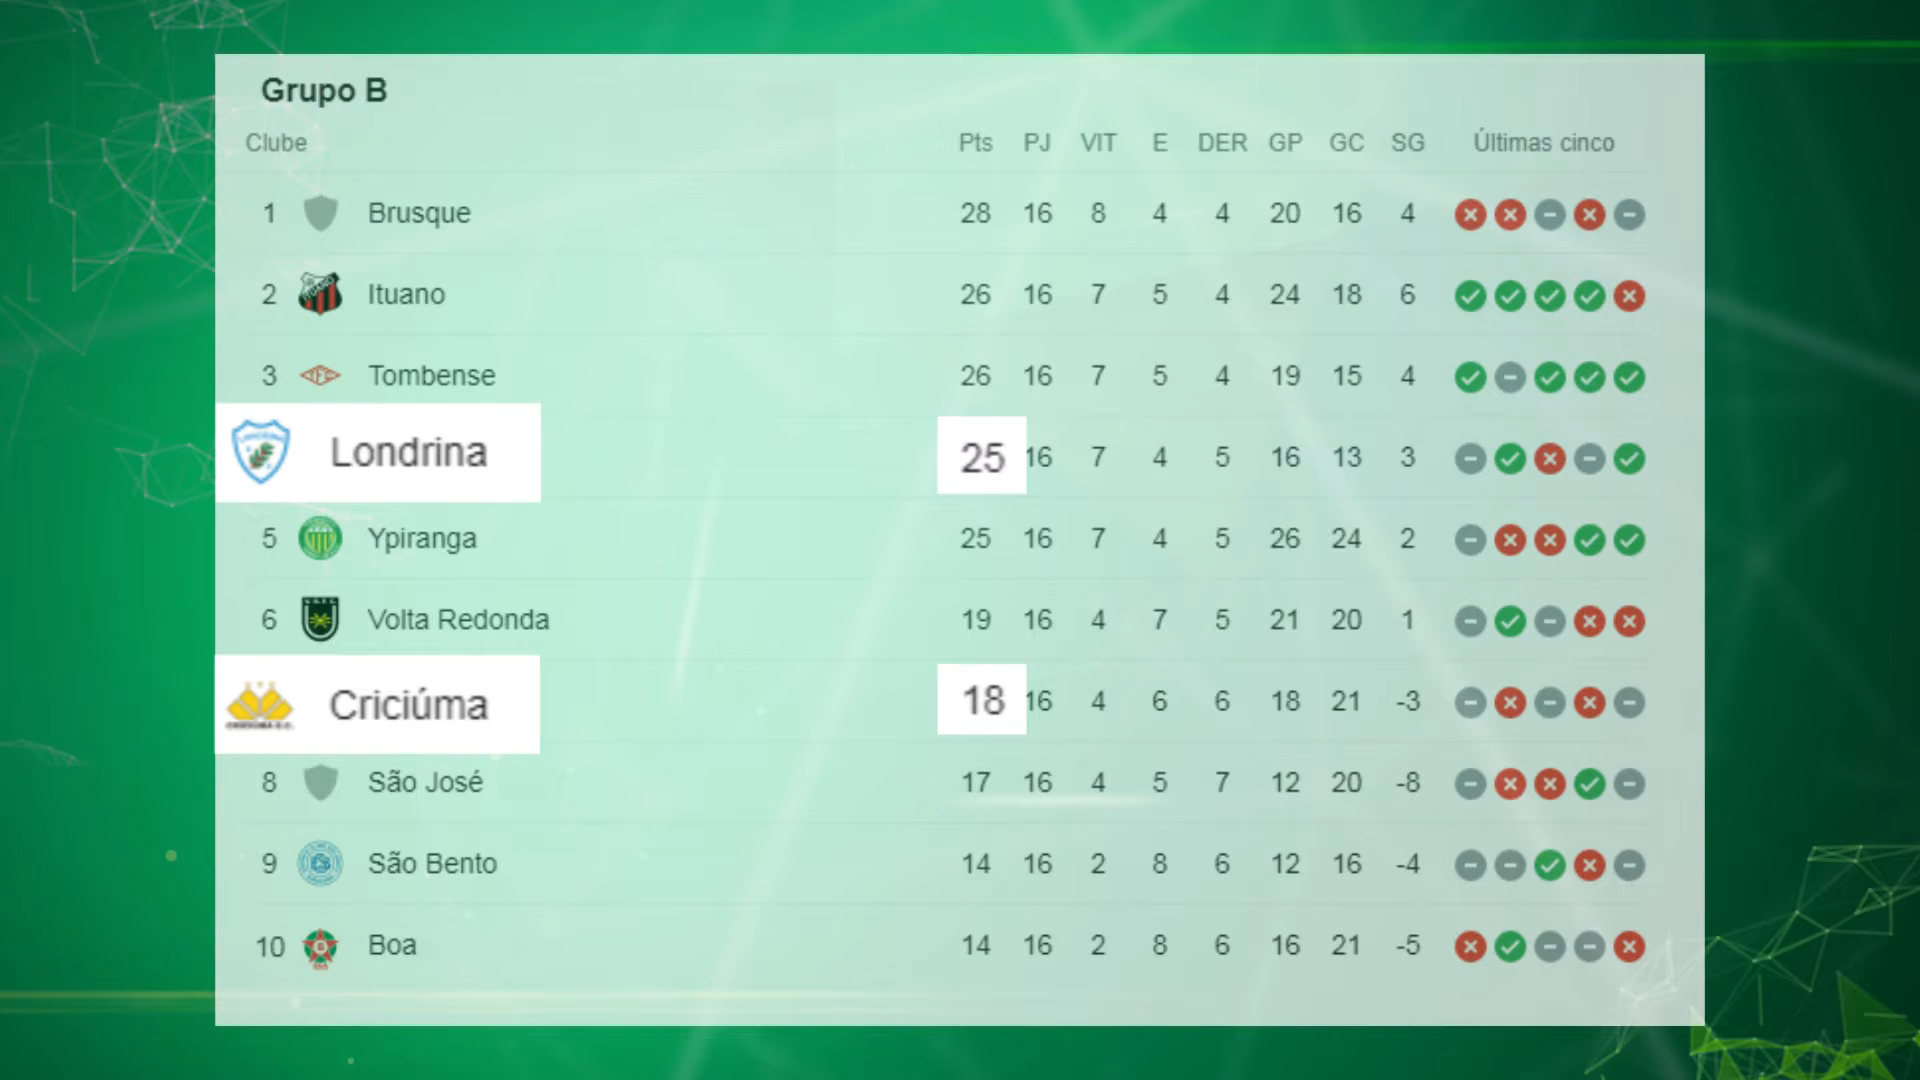 Grupo B
Clube Pts PJ VIT E DER GP GC SG Últimas cinco
1 Brusque 28 16 8 4 4 20 16 4
2 Ituano 26 16 7 5 4 24 18 6
3 Tombense 26 16 7 5 4 19 15 4
Londrina 25 16 7 4 5 16 13 3
5 Ypiranga 25 16 7 4 5 26 24 2
6 Volta Redonda 19 16 4 7 5 21 20 1
Criciúma 18 16 4 6 6 18 21 -3
8 São José 17 16 4 5 7 12 20 -8
9 São Bento 14 16 2 8 6 12 16 -4
10 Boa 14 16 2 8 6 16 21 -5